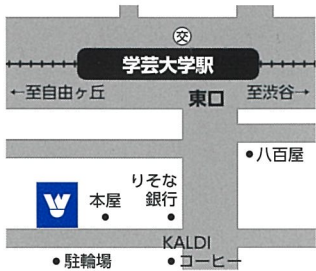 交
学芸大学駅
←至自由ヶ丘
東口
至渋谷→
八百屋
りそな
銀行
本屋
KALDI
コーヒー
駐輪場